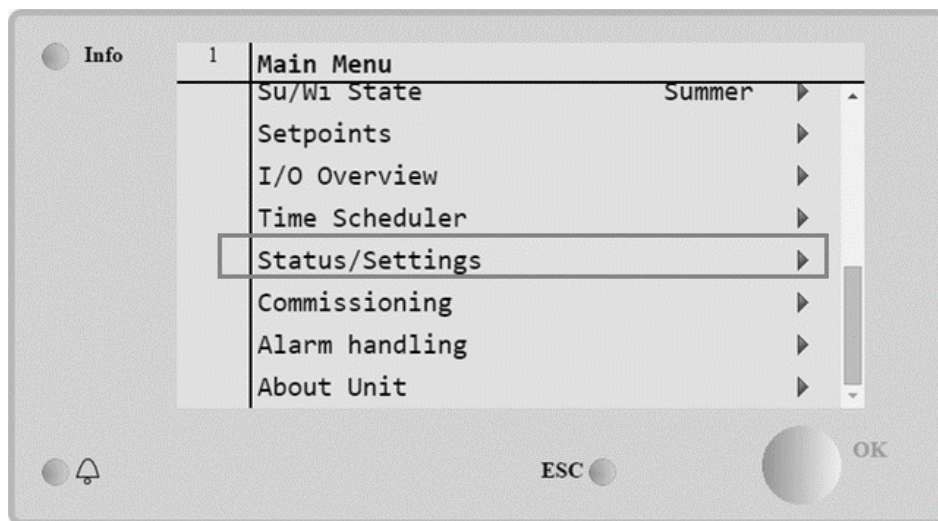 Info
1 Main Menu
Su/Wi State Summer
Setpoints
I/O Overview
Time Scheduler
Status/Settings
Commissioning
Alarm handling
About Unit
ESC
OK